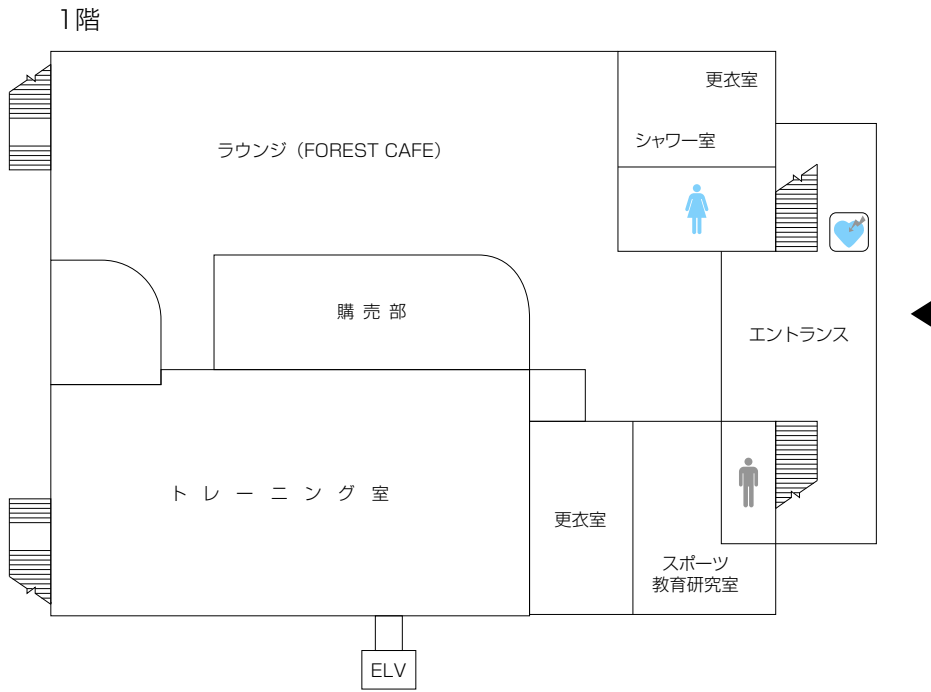 1階
更衣室
シャワー室
ラウンジ（FOREST CAFE）
購売部
エントランス
トレーニング室
更衣室
スポーツ
教育研究室
ELV